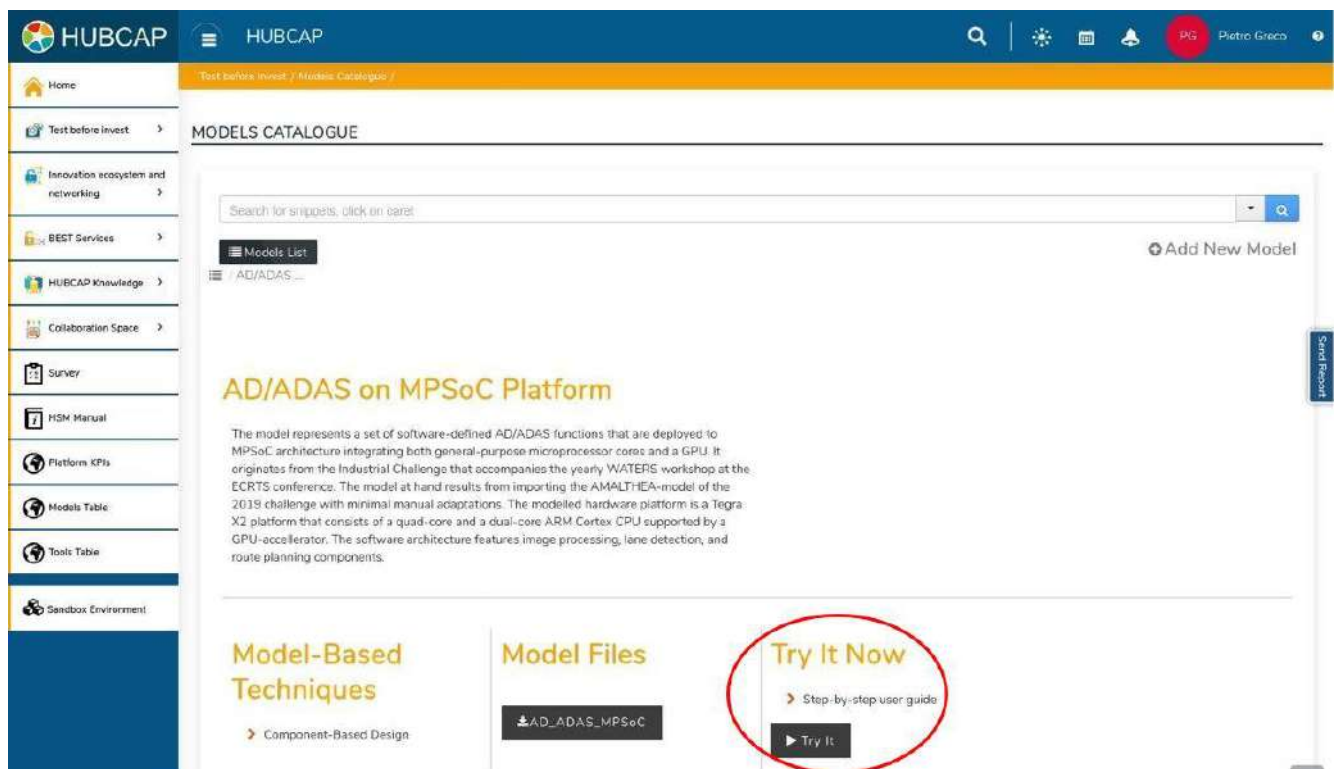 HUBCAP
HUBCAP
PG
Pietro Greco
Test before invest / Models Catalogue /
Home
Test before invest
Innovation ecosystem and
networking
BEST Services
HUBCAP Knowledge
Collaboration Space
Survey
HSM Manual
Platform KPIs
Models Table
Tools Table
Sandbox Environment
MODELS CATALOGUE
Search for snippets, click on caret
Models List
Add New Model
/ AD/ADAS ...
Send Report
AD/ADAS on MPSoC Platform
The model represents a set of software-defined AD/ADAS functions that are deployed to
MPSoC architecture integrating both general-purpose microprocessor cores and a GPU. It
originates from the Industrial Challenge that accompanies the yearly WATERS workshop at the
ECRTS conference. The model at hand results from importing the AMALTHEA-model of the
2019 challenge with minimal manual adaptations. The modelled hardware platform is a Tegra
X2 platform that consists of a quad-core and a dual-core ARM Cortex CPU supported by a
GPU-accellerator. The software architecture features image processing, lane detection, and
route planning components.
Model-Based
Techniques
Component-Based Design
Model Files
AD_ADAS_MPSoC
Try It Now
Step-by-step user guide
Try It